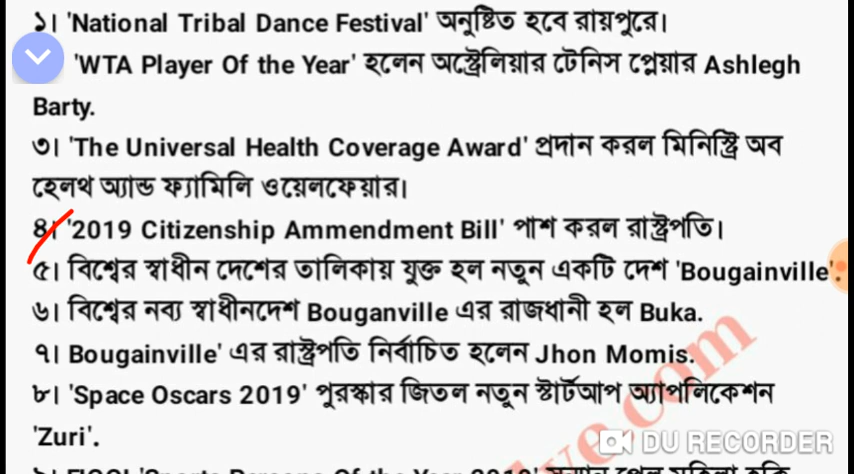 ১। 'National Tribal Dance Festival' অনুষ্টিত হবে রায়পুরে।
'WTA Player Of the Year' হলেন অস্ট্রেলিয়ার টেনিস প্লেয়ার Ashlegh
Barty.
৩। 'The Universal Health Coverage Award' প্রদান করল মিনিস্ট্রি অব
হেলথ অ্যান্ড ফ্যামিলি ওয়েলফেয়ার।
৪। '2019 Citizenship Ammendment Bill' পাশ করল রাস্ট্রপতি।
৫। বিশ্বের স্বাধীন দেশের তালিকায় যুক্ত হল নতুন একটি দেশ 'Bougainville'.
৬। বিশ্বের নব্য স্বাধীনদেশ Bouganville এর রাজধানী হল Buka.
৭। Bougainville' এর রাষ্ট্রপতি নির্বাচিত হলেন Jhon Momis.
৮। 'Space Oscars 2019' পুরস্কার জিতল নতুন স্টার্টআপ অ্যাপলিকেশন
'Zuri'.
DU RECORDER